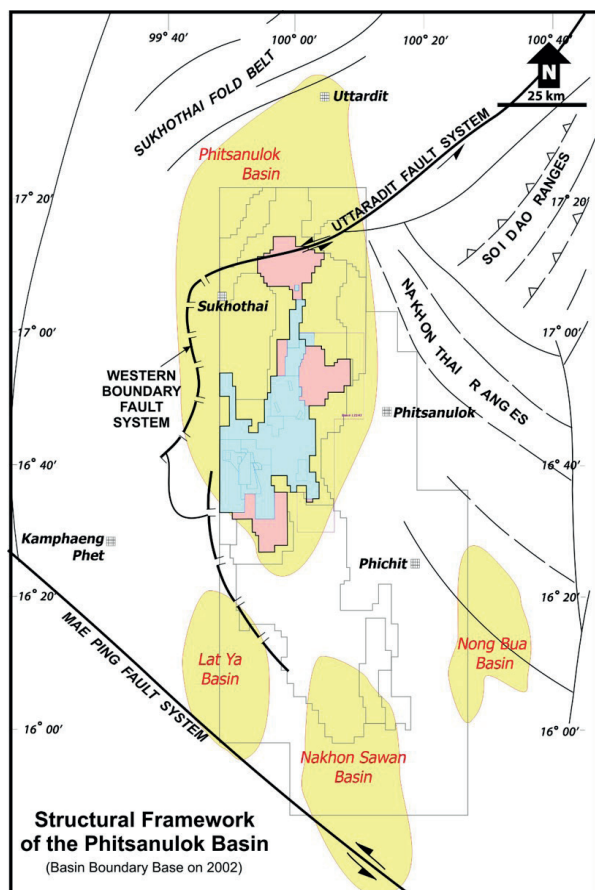 99° 40'
100° 00'
100° 20'
100° 40'
N
25 km
SUKHOTHAI FOLD BELT
Uttardit
Phitsanulok
Basin
UTTARADIT FAULT SYSTEM
SOI DAO RANGES
17° 20'
17° 20'
Sukhothai
NAKHON THAI RANGES
17° 00'
17° 00'
WESTERN
BOUNDARY
FAULT
SYSTEM
Phitsanulok
16° 40'
16° 40'
Kamphaeng
Phet
Phichit
16° 20'
16° 20'
MAE PING FAULT SYSTEM
Lat Ya
Basin
Nong Bua
Basin
16° 00'
16° 00'
Nakhon Sawan
Basin
Structural Framework
of the Phitsanulok Basin
(Basin Boundary Base on 2002)